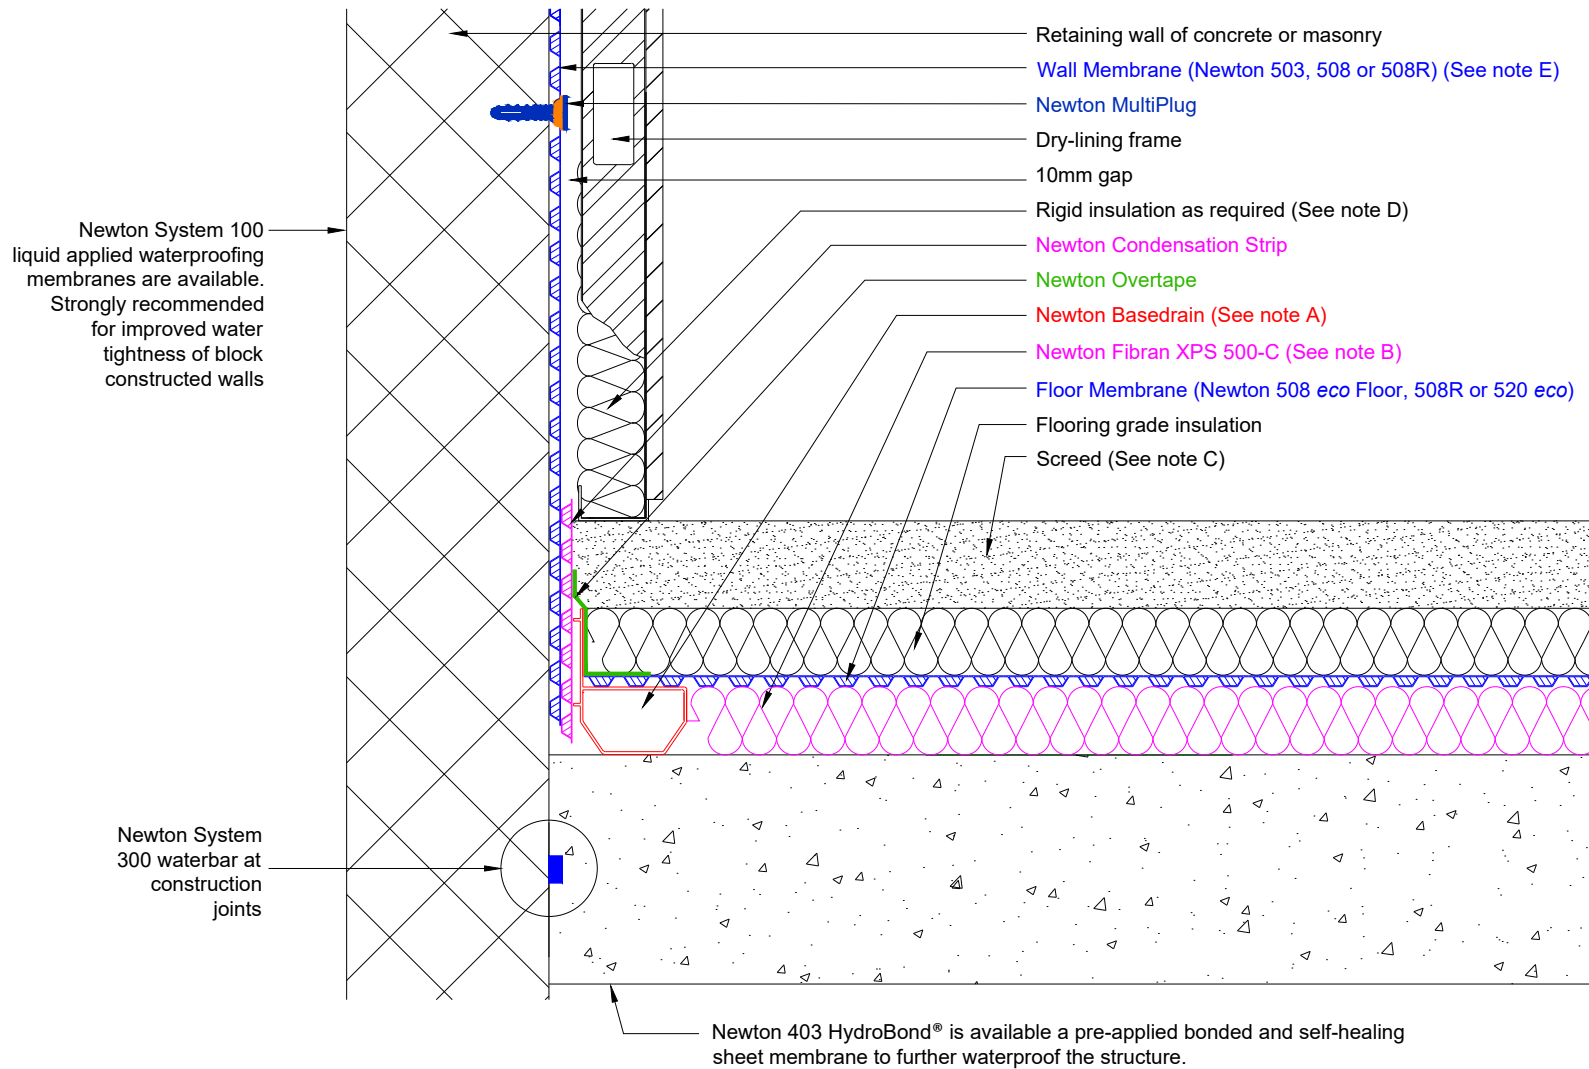 Retaining wall of concrete or masonry
Wall Membrane (Newton 503, 508 or 508R) (See note E)
Newton MultiPlug
Dry-lining frame
10mm gap
Rigid insulation as required (See note D)
Newton Condensation Strip
Newton Overtape
Newton Basedrain (See note A)
Newton Fibran XPS 500-C (See note B)
Floor Membrane (Newton 508 eco Floor, 508R or 520 eco)
Flooring grade insulation
Screed (See note C)
Newton System 100
liquid applied waterproofing
membranes are available.
Strongly recommended
for improved water
tightness of block
constructed walls
Newton System
300 waterbar at
construction
joints
Newton 403 HydroBond® is available a pre-applied bonded and self-healing
sheet membrane to further waterproof the structure.